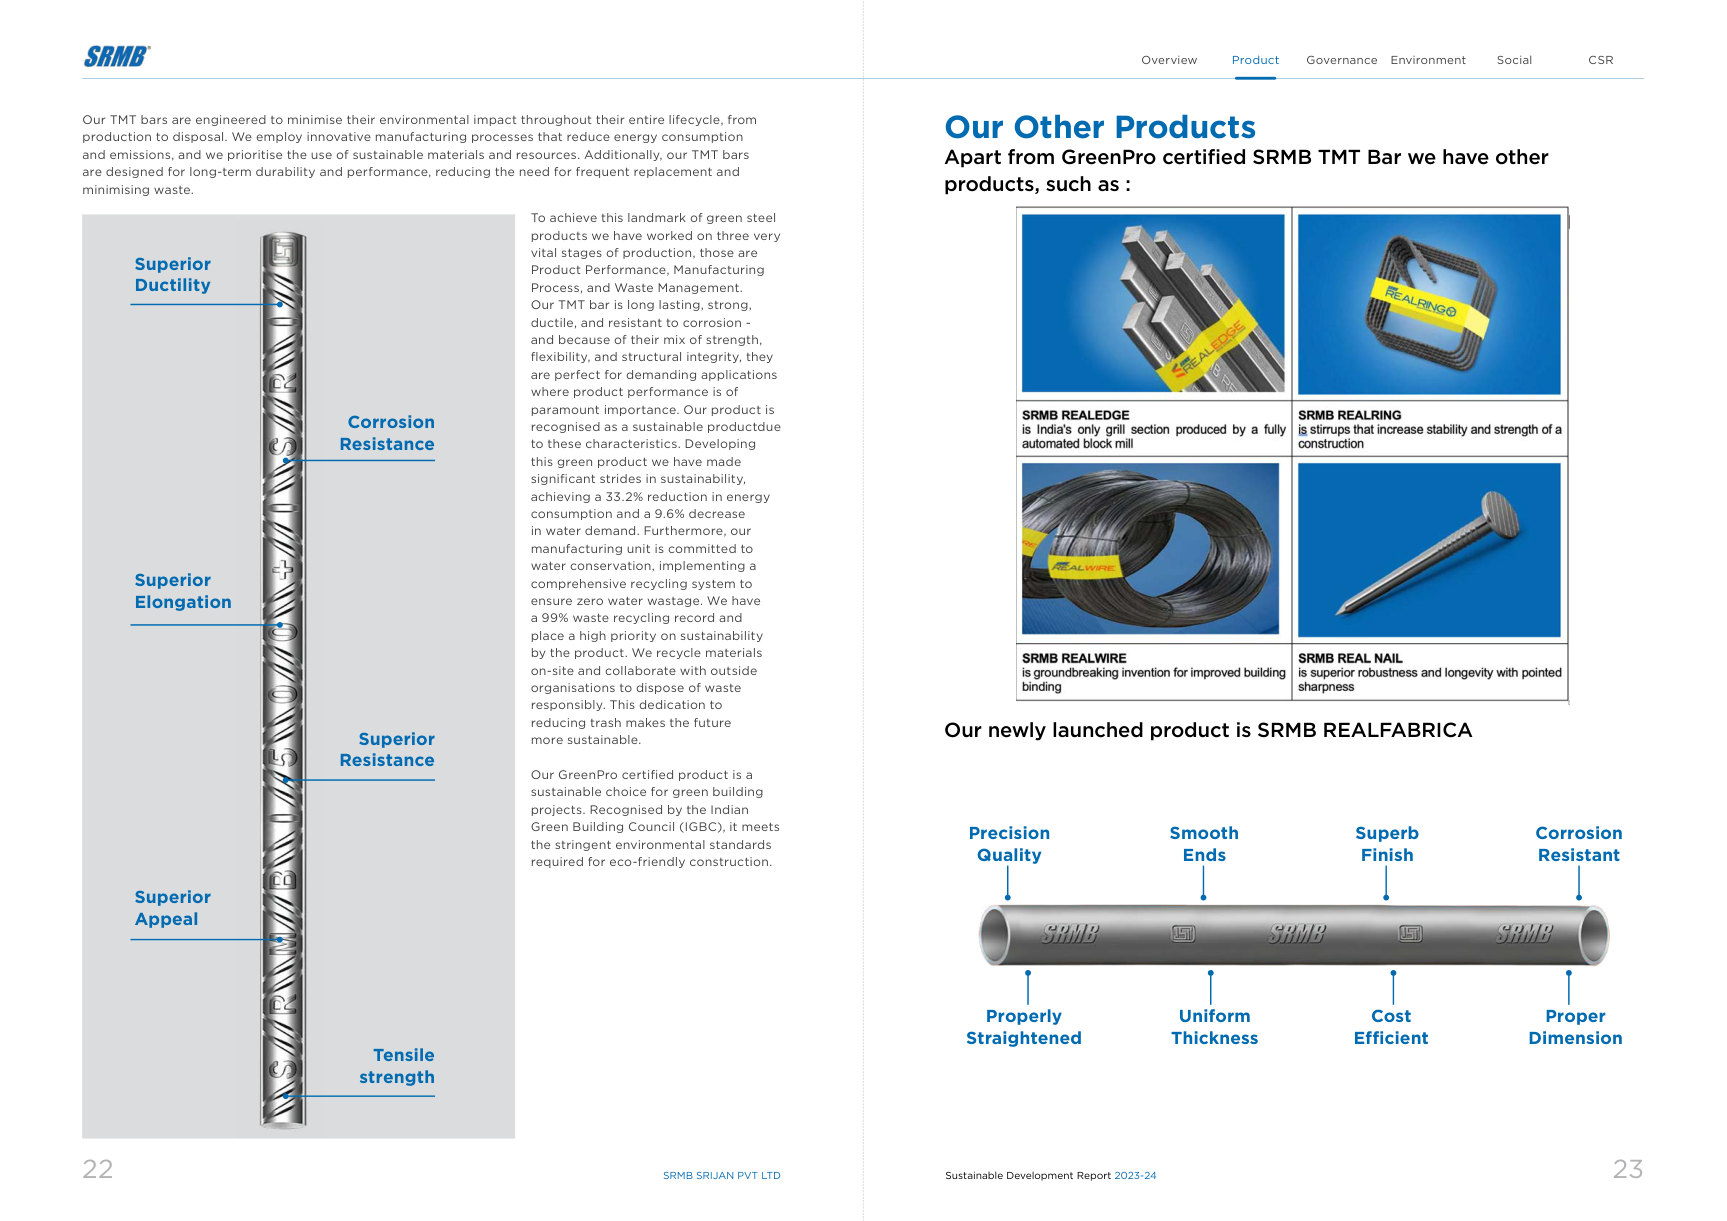 SRMB
Overview Product Governance Environment Social CSR
Our TMT bars are engineered to minimise their environmental impact throughout their entire lifecycle, from
production to disposal. We employ innovative manufacturing processes that reduce energy consumption
and emissions, and we prioritise the use of sustainable materials and resources. Additionally, our TMT bars
are designed for long-term durability and performance, reducing the need for frequent replacement and
minimising waste.
Superior
Ductility
Corrosion
Resistance
Superior
Elongation
Superior
Resistance
Superior
Appeal
Tensile
strength
To achieve this landmark of green steel
products we have worked on three very
vital stages of production, those are
Product Performance, Manufacturing
Process, and Waste Management.
Our TMT bar is long lasting, strong,
ductile, and resistant to corrosion -
and because of their mix of strength,
flexibility, and structural integrity, they
are perfect for demanding applications
where product performance is of
paramount importance. Our product is
recognised as a sustainable productdue
to these characteristics. Developing
this green product we have made
significant strides in sustainability,
achieving a 33.2% reduction in energy
consumption and a 9.6% decrease
in water demand. Furthermore, our
manufacturing unit is committed to
water conservation, implementing a
comprehensive recycling system to
ensure zero water wastage. We have
a 99% waste recycling record and
place a high priority on sustainability
by the product. We recycle materials
on-site and collaborate with outside
organisations to dispose of waste
responsibly. This dedication to
reducing trash makes the future
more sustainable.
Our GreenPro certified product is a
sustainable choice for green building
projects. Recognised by the Indian
Green Building Council (IGBC), it meets
the stringent environmental standards
required for eco-friendly construction.
22
SRMB SRIJAN PVT LTD
Our Other Products
Apart from GreenPro certified SRMB TMT Bar we have other
products, such as :
REALEDGE
REALRING
SRMB REALEDGE
is India's only grill section produced by a fully
automated block mill
SRMB REALRING
is stirrups that increase stability and strength of a
construction
REALWIRE
SRMB REALWIRE
is groundbreaking invention for improved building
binding
SRMB REAL NAIL
is superior robustness and longevity with pointed
sharpness
Our newly launched product is SRMB REALFABRICA
Precision
Quality
Smooth
Ends
Superb
Finish
Corrosion
Resistant
SRMB SRMB SRMB
Properly
Straightened
Uniform
Thickness
Cost
Efficient
Proper
Dimension
Sustainable Development Report 2023-24
23